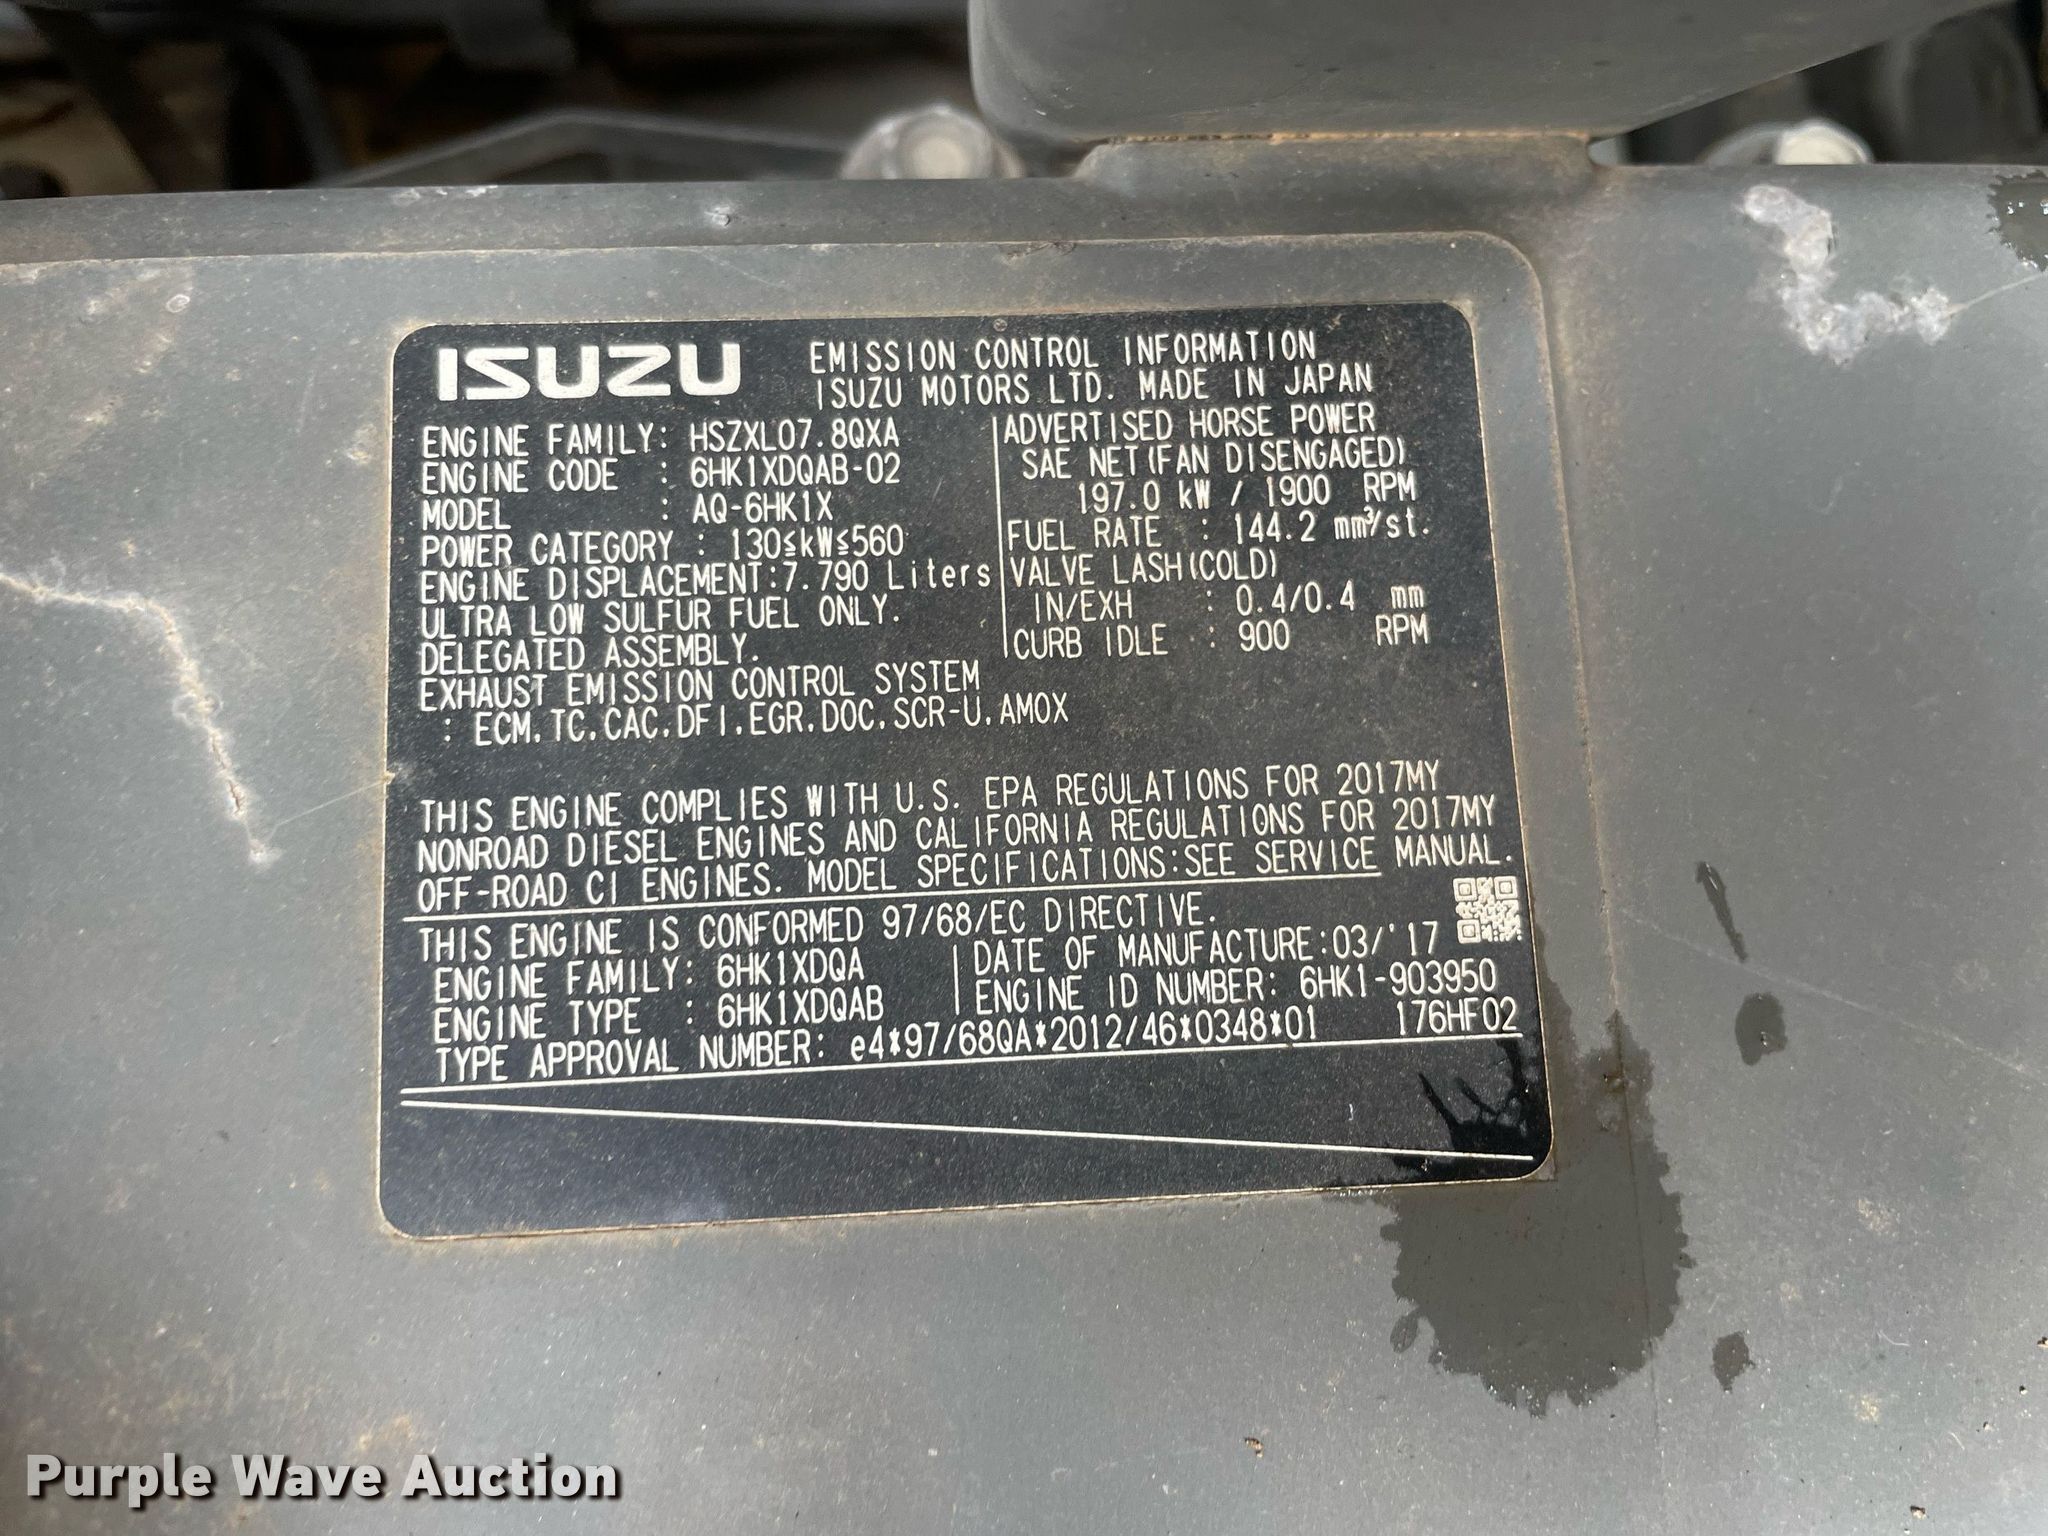 ISUZU
EMISSION CONTROL INFORMATION
ISUZU MOTORS LTD. MADE IN JAPAN
ENGINE FAMILY: HSZXL07.8QXA
ENGINE CODE : 6HK1XDQAB-02
MODEL : AQ-6HK1X
POWER CATEGORY : 130≤kW≤560
ENGINE DISPLACEMENT:7.790 Liters
ULTRA LOW SULFUR FUEL ONLY.
DELEGATED ASSEMBLY.
EXHAUST EMISSION CONTROL SYSTEM
: ECM,TC,CAC,DFI,EGR,DOC,SCR-U,AMOX
ADVERTISED HORSE POWER
SAE NET(FAN DISENGAGED)
197.0 kW / 1900 RPM
FUEL RATE : 144.2 mm³/st.
VALVE LASH(COLD)
IN/EXH : 0.4/0.4 mm
CURB IDLE : 900 RPM
THIS ENGINE COMPLIES WITH U.S. EPA REGULATIONS FOR 2017MY
NONROAD DIESEL ENGINES AND CALIFORNIA REGULATIONS FOR 2017MY
OFF-ROAD CI ENGINES. MODEL SPECIFICATIONS:SEE SERVICE MANUAL.
THIS ENGINE IS CONFORMED 97/68/EC DIRECTIVE.
ENGINE FAMILY: 6HK1XDQA
ENGINE TYPE : 6HK1XDQAB
DATE OF MANUFACTURE:03/'17
ENGINE ID NUMBER: 6HK1-903950
TYPE APPROVAL NUMBER: e4*97/68QA*2012/46*0348*01 176HF02
Purple Wave Auction